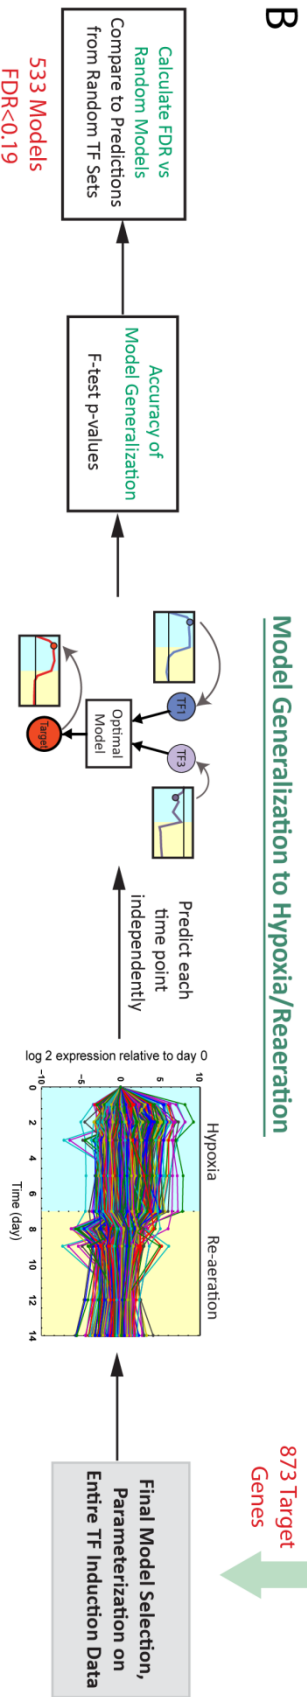 B
Model Generalization to Hypoxia/Reaeration
873 Target
Genes
Calculate FDR vs
Random Models
Compare to Predictions
from Random TF Sets
533 Models
FDR<0.19
Accuracy of
Model Generalization
F-test p-values
TF1
TF3
Optimal
Model
Target
Predict each
time point
independently
Hypoxia
Re-aeration
log 2 expression relative to day 0
10
5
0
-5
-10
0 2 4 5 6 8 10 12 14
Time (day)
Final Model Selection,
Parameterization on
Entire TF Induction Data